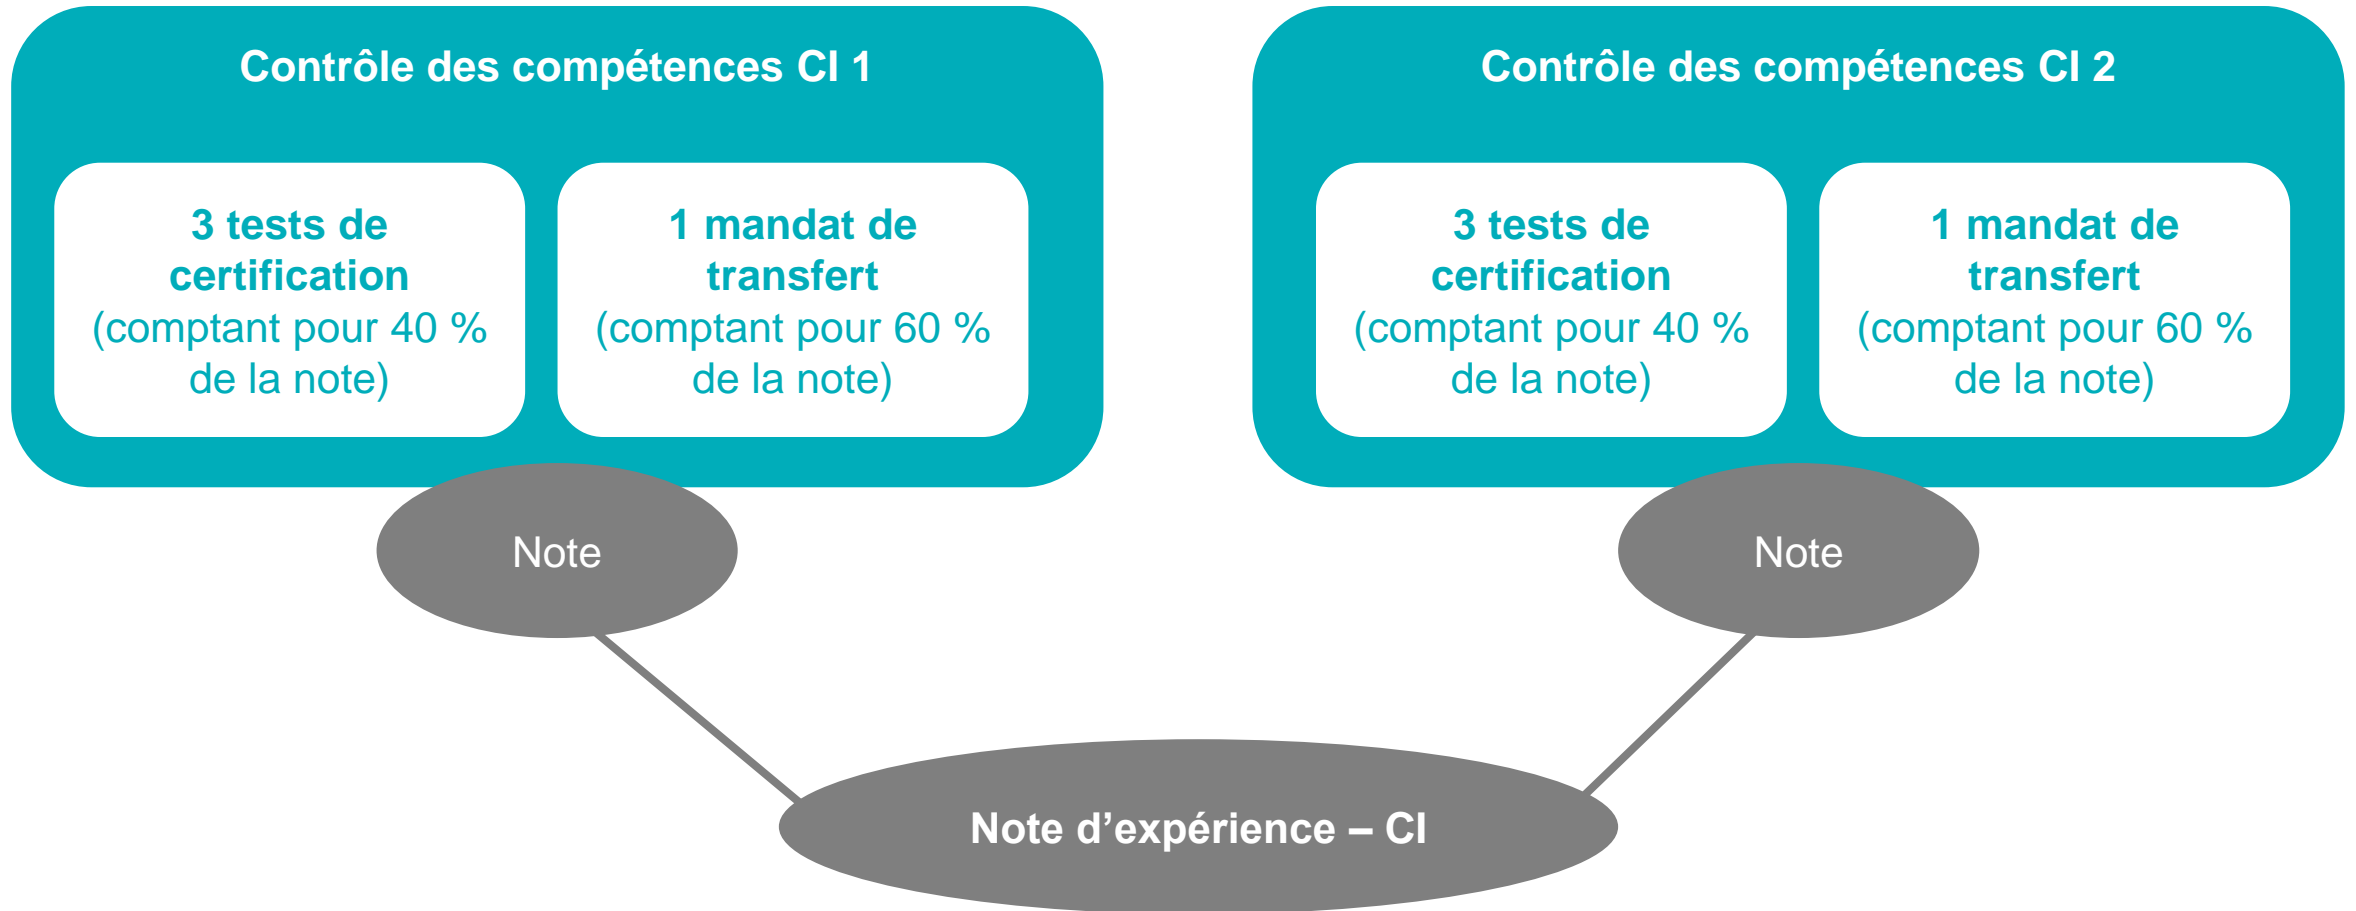 Contrôle des compétences CI 1
3 tests de
certification
(comptant pour 40 %
de la note)
1 mandat de
transfert
(comptant pour 60 %
de la note)
Note
Contrôle des compétences CI 2
3 tests de
certification
(comptant pour 40 %
de la note)
1 mandat de
transfert
(comptant pour 60 %
de la note)
Note
Note d’expérience – CI